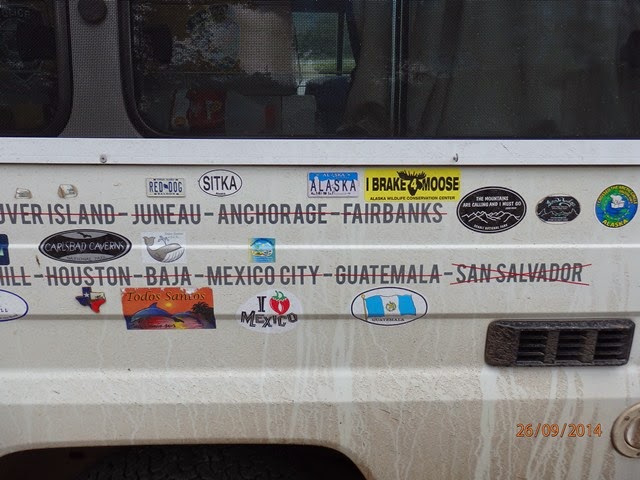 RED DOG
SITKA
ALASKA
I BRAKE 4 MOOSE
ALASKA WILDLIFE CONSERVATION CENTER
UVER ISLAND - JUNEAU - ANCHORAGE - FAIRBANKS
THE MOUNTAINS
ARE CALLING AND I MUST GO
ALASKA
CARLSBAD CAVERNS
HILL - HOUSTON - BAJA - MEXICO CITY - GUATEMALA - SAN SALVADOR
Todos Santos
I
MEXICO
GUATEMALA
26/09/2014